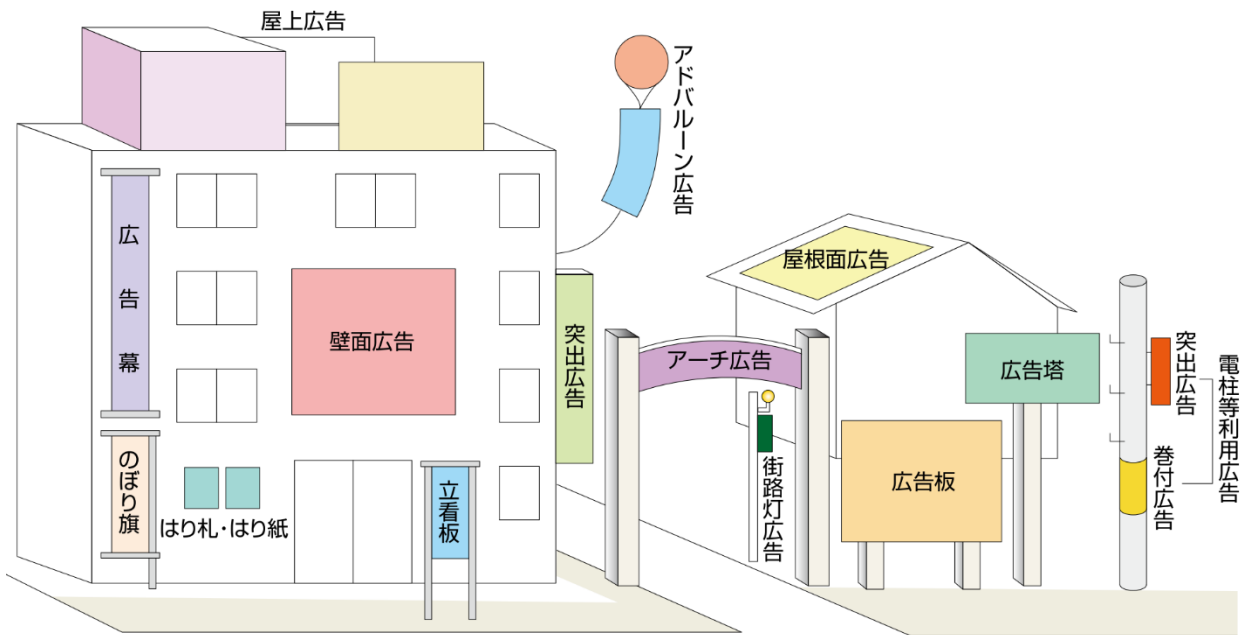 屋上広告
アドバルーン広告
広告幕
壁面広告
突出広告
屋根面広告
アーチ広告
広告塔
突出広告
電柱等利用広告
巻付広告
広告板
街路灯広告
のぼり旗
はり札・はり紙
立看板